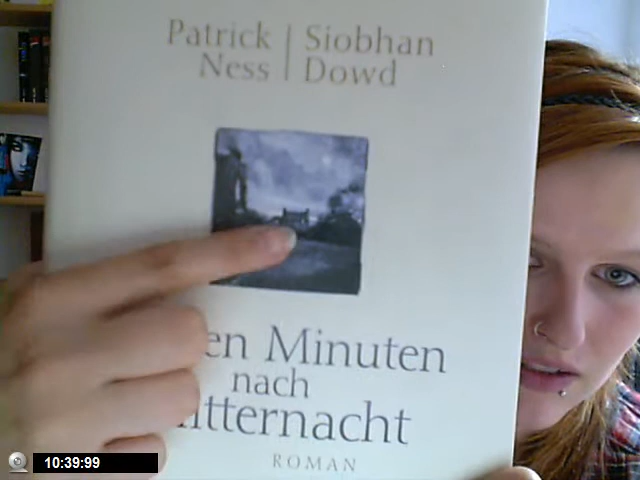 Patrick Ness | Siobhan Dowd
en Minuten
nach
itternacht
ROMAN
10:39:99